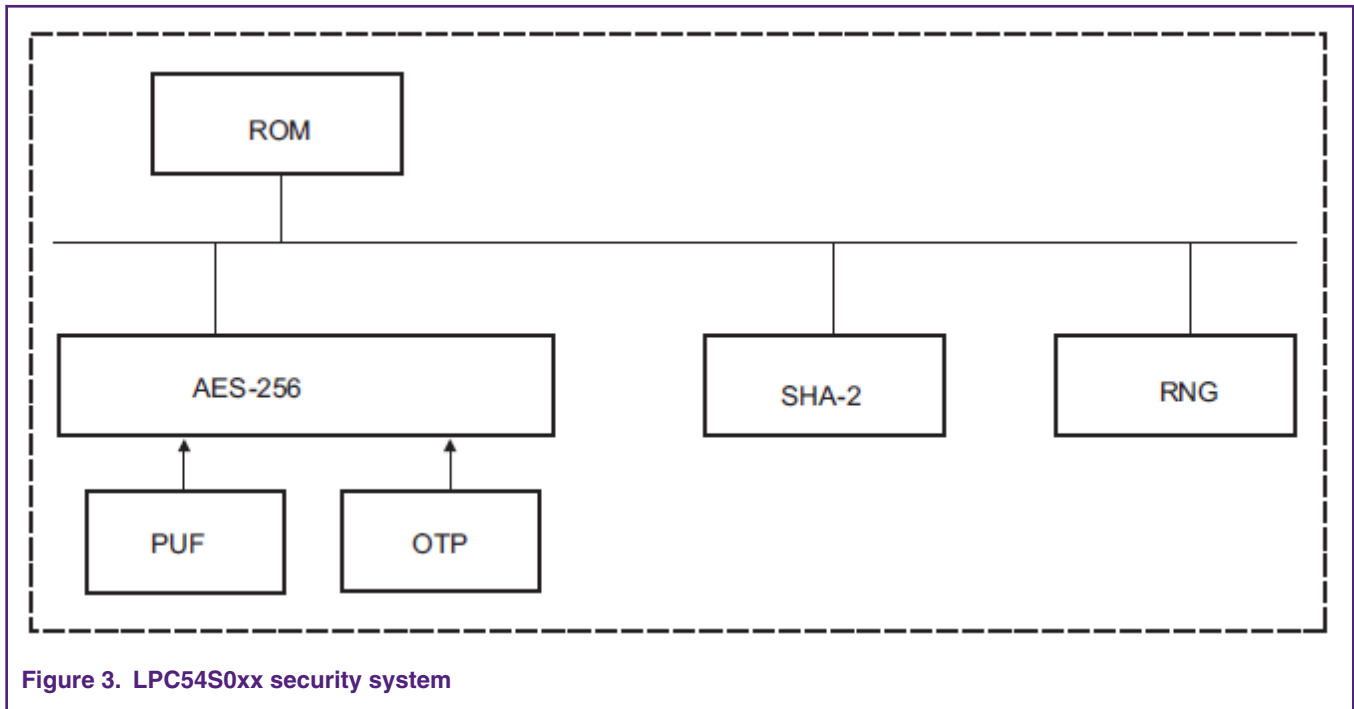 ROM
AES-256
SHA-2
RNG
PUF
OTP
Figure 3. LPC54S0xx security system